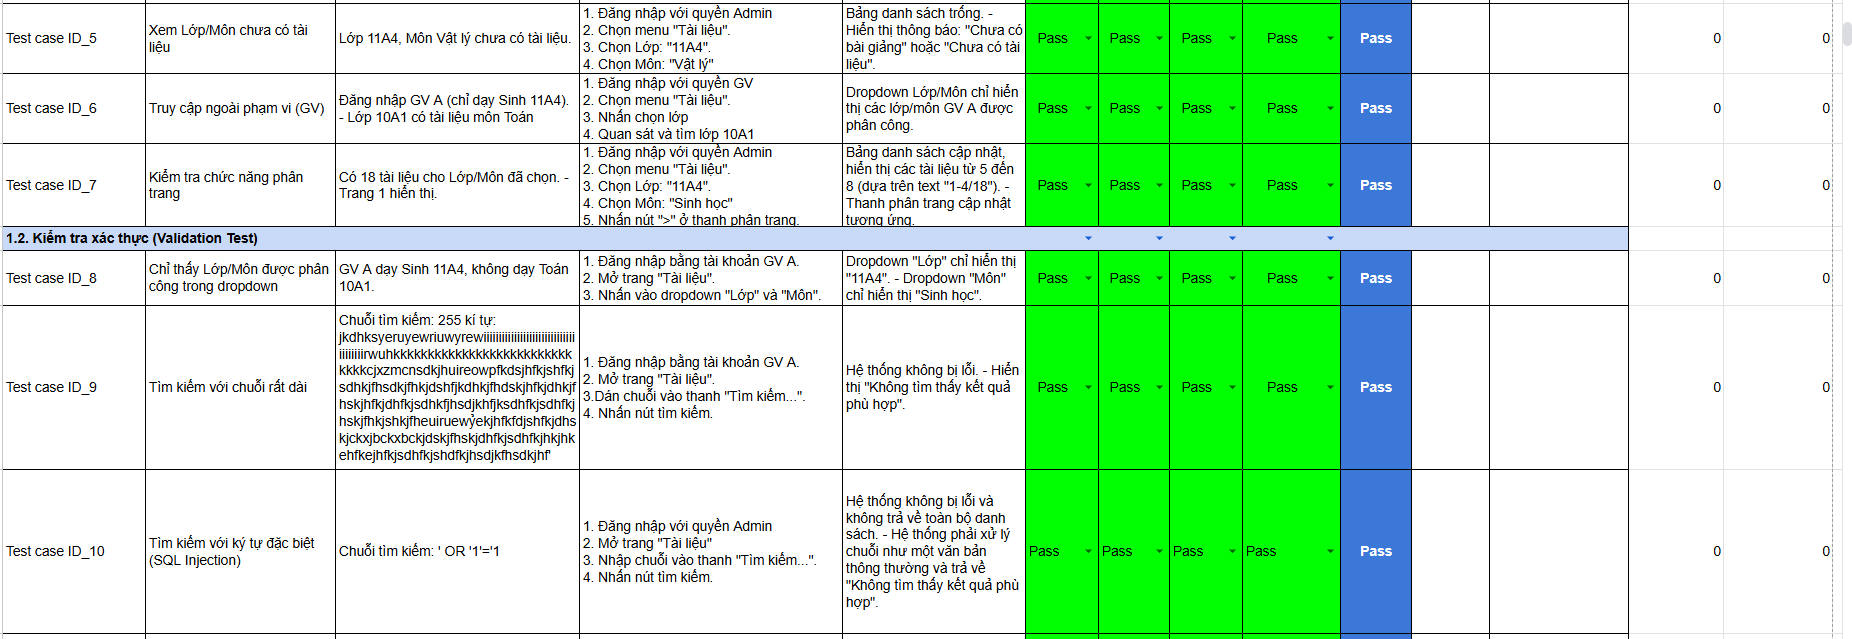 Test case ID_5
Xem Lớp/Môn chưa có tài
liệu
Lớp 11A4, Môn Vật lý chưa có tài liệu.
1. Đăng nhập với quyền Admin
2. Chọn menu "Tài liệu".
3. Chọn Lớp: "11A4".
4. Chọn Môn: "Vật lý"
Bảng danh sách trống. -
Hiển thị thông báo: "Chưa có
bài giảng" hoặc "Chưa có tài
liệu".
Pass
Pass
Pass
Pass
Pass
0
0
Test case ID_6
Truy cập ngoài phạm vi (GV)
Đăng nhập GV A (chỉ dạy Sinh 11A4).
- Lớp 10A1 có tài liệu môn Toán
1. Đăng nhập với quyền GV
2. Chọn menu "Tài liệu".
3. Nhấn chọn lớp
4. Quan sát và tìm lớp 10A1
Dropdown Lớp/Môn chỉ hiển
thị các lớp/môn GV A được
phân công.
Pass
Pass
Pass
Pass
Pass
0
0
Test case ID_7
Kiểm tra chức năng phân
trang
Có 18 tài liệu cho Lớp/Môn đã chọn. -
Trang 1 hiển thị.
1. Đăng nhập với quyền Admin
2. Chọn menu "Tài liệu".
3. Chọn Lớp: "11A4".
4. Chọn Môn: "Sinh học"
5. Nhấn nút ">" ở thanh phân trang.
Bảng danh sách cập nhật,
hiển thị các tài liệu từ 5 đến
8 (dựa trên text "1-4/18"). -
Thanh phân trang cập nhật
tương ứng.
Pass
Pass
Pass
Pass
Pass
0
0
1.2. Kiểm tra xác thực (Validation Test)
Test case ID_8
Chỉ thấy Lớp/Môn được phân
công trong dropdown
GV A dạy Sinh 11A4, không dạy Toán
10A1.
1. Đăng nhập bằng tài khoản GV A.
2. Mở trang "Tài liệu".
3. Nhấn vào dropdown "Lớp" và "Môn".
Dropdown "Lớp" chỉ hiển thị
"11A4". - Dropdown "Môn"
chỉ hiển thị "Sinh học".
Pass
Pass
Pass
Pass
Pass
0
0
Test case ID_9
Tìm kiếm với chuỗi rất dài
Chuỗi tìm kiếm: 255 kí tự:
kkkkcjxzmcnsdkjhuireowpfkdsjhfkjshfkj
sdhkjfhsdkjfhkjdshfjkdhkjfhdskjhfkjdhkjf
hskjhfkjdhfkjsdhkfjhsdjkhfjksdhfkjsdhfkj
hskjfhkjshkjfheuiruewỷekjhfkfdjshfkjdhs
kjckxjbckxbckjdskjfhskjdhfkjsdhfkjhkjhk
ehfkejhfkjsdhfkjshdfkjhsdjkfhsdkjhf'
1. Đăng nhập bằng tài khoản GV A.
2. Mở trang "Tài liệu".
3.Dán chuỗi vào thanh "Tìm kiếm...".
4. Nhấn nút tìm kiếm.
Hệ thống không bị lỗi. - Hiển
thị "Không tìm thấy kết quả
phù hợp".
Pass
Pass
Pass
Pass
Pass
0
0
Test case ID_10
Tìm kiếm với ký tự đặc biệt
(SQL Injection)
Chuỗi tìm kiếm: ' OR '1'='1
1. Đăng nhập với quyền Admin
2. Mở trang "Tài liệu"
3. Nhập chuỗi vào thanh "Tìm kiếm...".
4. Nhấn nút tìm kiếm.
Hệ thống không bị lỗi và
không trả về toàn bộ danh
sách. - Hệ thống phải xử lý
chuỗi như một văn bản
thông thường và trả về
"Không tìm thấy kết quả phù
hợp".
Pass
Pass
Pass
Pass
Pass
0
0